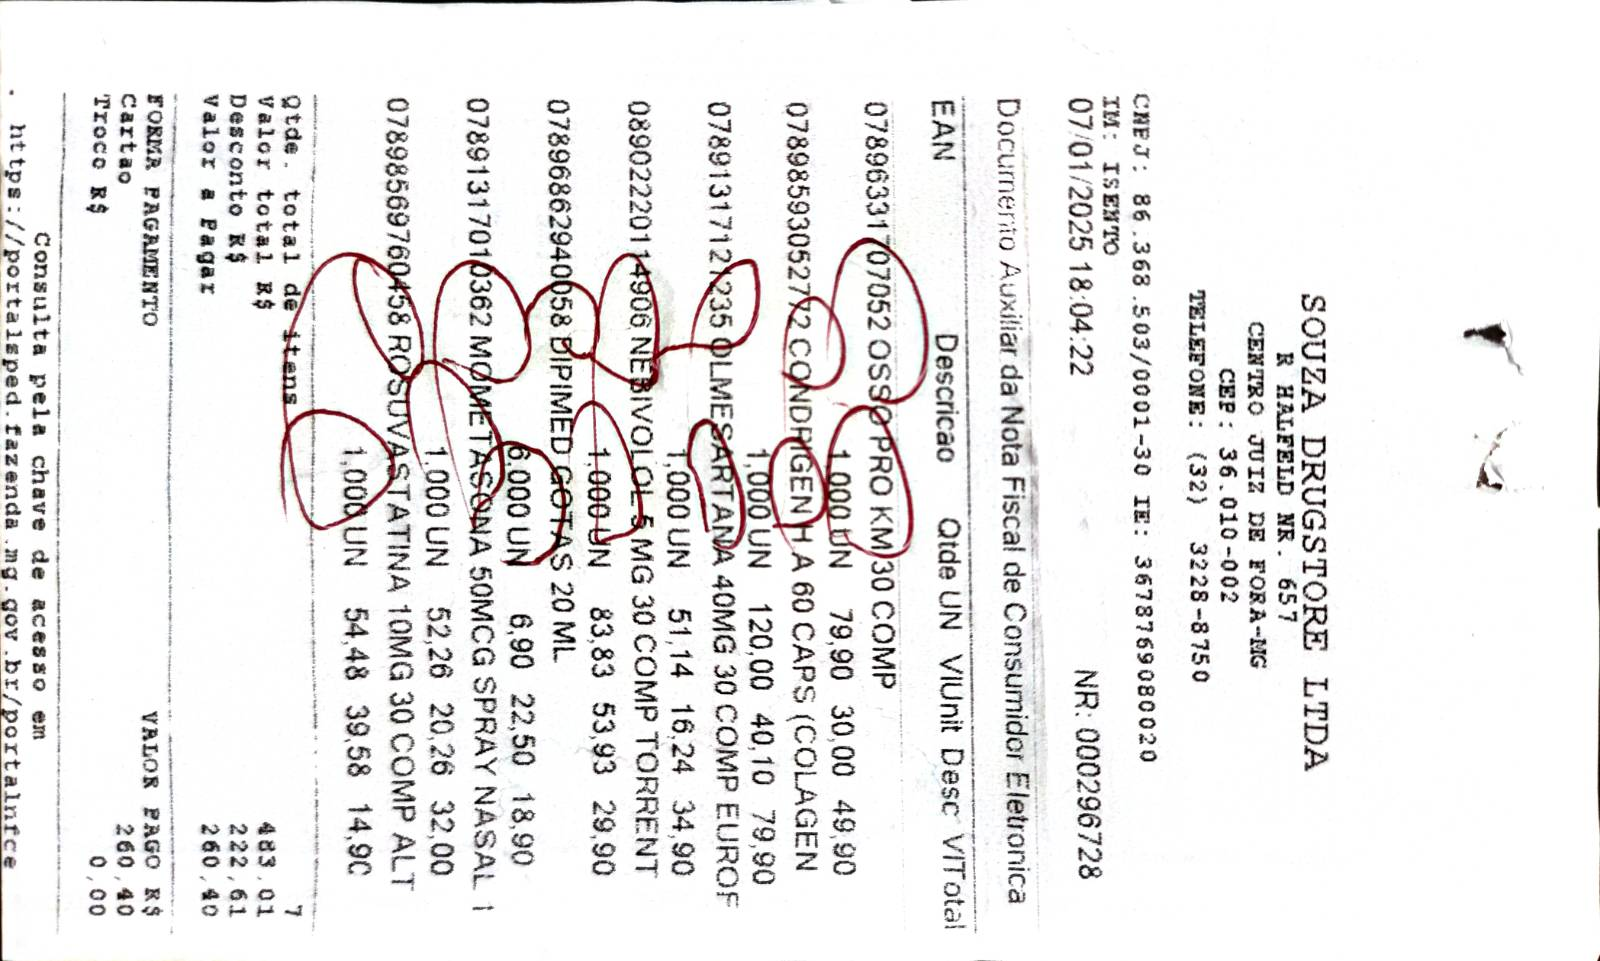 SOUZA DRUGSTORE LTDA
R HALFELD NR. 657
CENTRO JUIZ DE FORA-MG
CEP: 36.010-002
TELEFONE: (32) 3228-8750
CNPJ: 86.368.503/0001-30 IE: 3678769080020
IM: ISENTO
07/01/2025 18:04:22 NR: 000296728
Documento Auxiliar da Nota Fiscal de Consumidor Eletronica
EAN Descricao Qtde UN VlUnit Desc VlTotal
07896331707052 OSSO PRO KM 30 COMP
1,000 UN 79,90 30,00 49,90
07898593052772 CONDRIGEN H A 60 CAPS (COLAGEN
1,000 UN 120,00 40,10 79,90
07891317121235 OLMESARTANA 40MG 30 COMP EUROF
1,000 UN 51,14 16,24 34,90
08902220114906 NEBIVOLOL 5 MG 30 COMP TORRENT
1,000 UN 83,83 53,93 29,90
07896862940058 DIPIMED GOTAS 20 ML
6,000 UN 6,90 22,50 18,90
07891317010362 MOMETASONA 50MCG SPRAY NASAL 1
1,000 UN 52,26 20,26 32,00
07898569760458 ROSUVASTATINA 10MG 30 COMP ALT
1,000 UN 54,48 39,58 14,90
Qtde. total de itens 7
Valor total R$ 483,01
Desconto R$ 222,61
Valor a Pagar 260,40
FORMA PAGAMENTO VALOR PAGO R$
Cartao 260,40
Troco R$ 0,00
Consulta pela chave de acesso em
. https://portalsped.fazenda.mg.gov.br/portalnfce